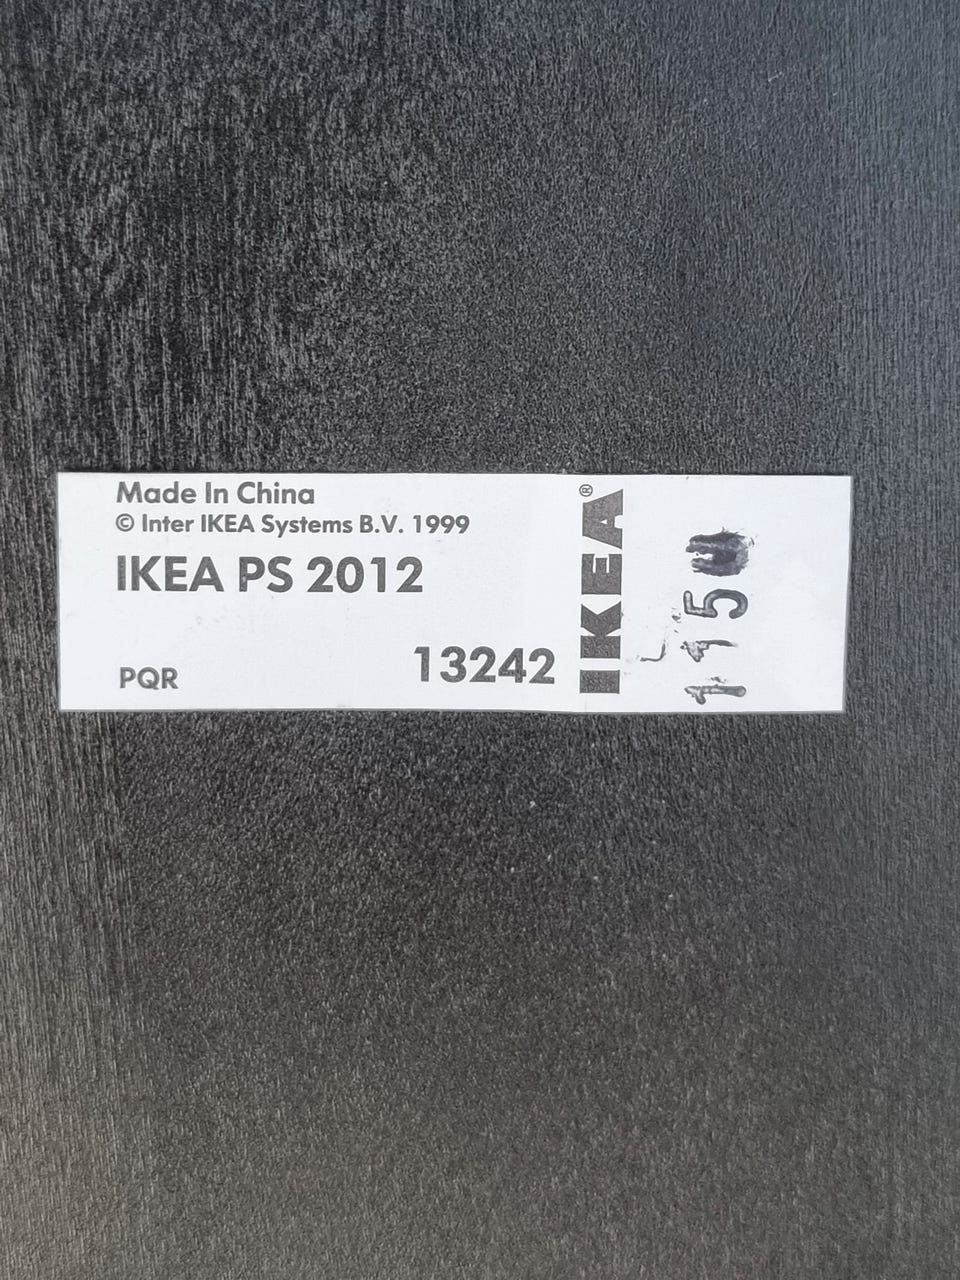 Made In China
© Inter IKEA Systems B.V. 1999
IKEA PS 2012
PQR
13242
IKEA®